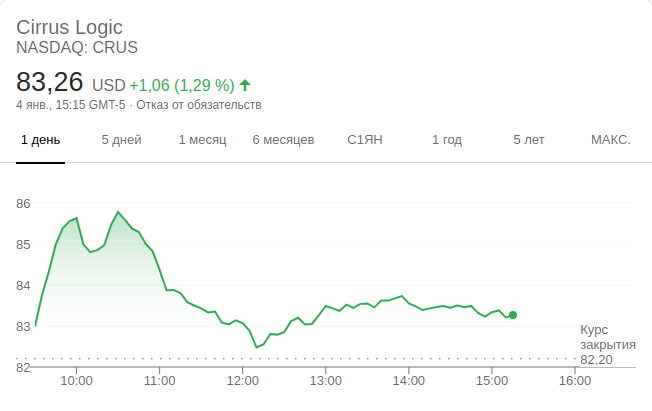 Cirrus Logic
NASDAQ: CRUS
83,26 USD +1,06 (1,29 %)
4 янв., 15:15 GMT-5 · Отказ от обязательств
1 день 5 дней 1 месяц 6 месяцев С1ЯН 1 год 5 лет МАКС.
86
85
84
83
82
Курс
закрытия
82,20
10:00 11:00 12:00 13:00 14:00 15:00 16:00